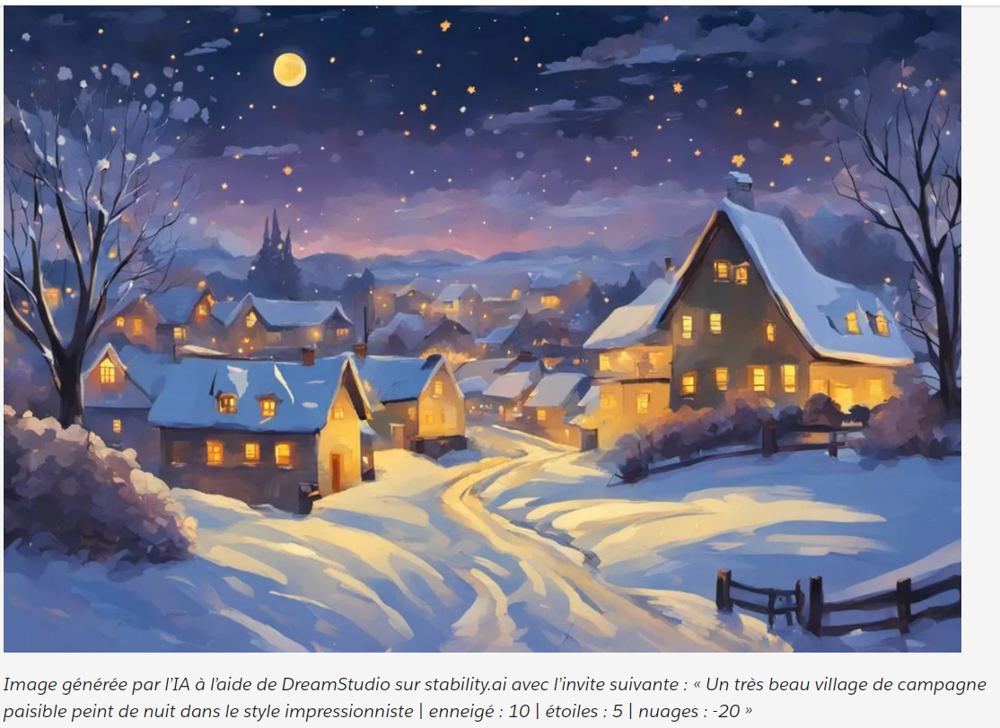 Image générée par l’IA à l’aide de DreamStudio sur stability.ai avec l’invite suivante : « Un très beau village de campagne
paisible peint de nuit dans le style impressionniste | enneigé : 10 | étoiles : 5 | nuages : -20 »